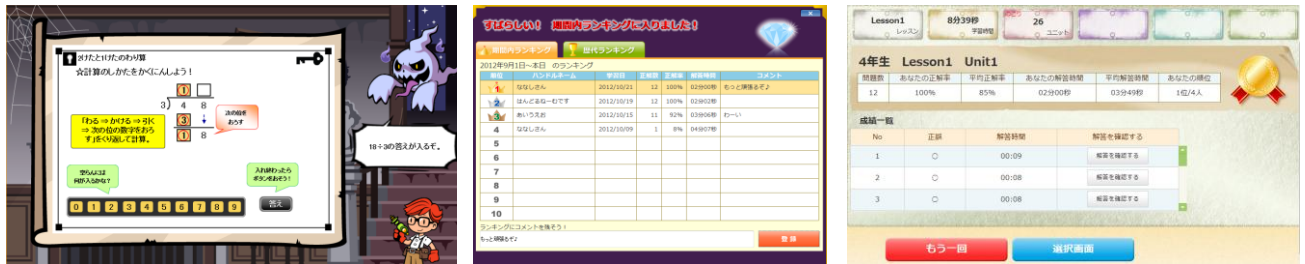 2けたと1けたのわり算
☆計算のしかたをかくにんしよう!
1
3) 4 8
3
1 8
次の位を
おろす
「わる⇒かける⇒引く
⇒次の位の数字をおろ
す」をくり返して計算。
18÷3の答えが入るぞ。
空らんには
何が入るかな?
入れ終わったら
ボタンをおそう!
0 1 2 3 4 5 6 7 8 9
答え
すばらしい! 週間内ランキングに入りました!
週間内ランキング 歴代ランキング
2012年9月1日~本日 のランキング
順位 ハンドルネーム 学習日 正解数 正解率 解答時間 コメント
1 ななしさん 2012/10/21 12 100% 02分00秒 もっと頑張るぞ♪
2 はんどるねーむです 2012/10/19 12 100% 02分02秒
3 あいうえお 2012/10/15 11 92% 03分06秒 わーい
4 ななしさん 2012/10/09 1 8% 04分07秒
5
6
7
8
9
10
ランキングにコメントを残そう!
もっと頑張るぞ♪
登録
Lesson1 8分39秒 26
レッスン 学習時間 ユニット
4年生 Lesson1 Unit1
問題数 あなたの正解率 平均正解率 あなたの解答時間 平均解答時間 あなたの順位
12 100% 85% 02分00秒 03分49秒 1位/4人
成績一覧
No 正誤 解答時間 解答を確認する
1 ○ 00:09 解答を確認する
2 ○ 00:08 解答を確認する
3 ○ 00:08 解答を確認する
もう一回 選択画面